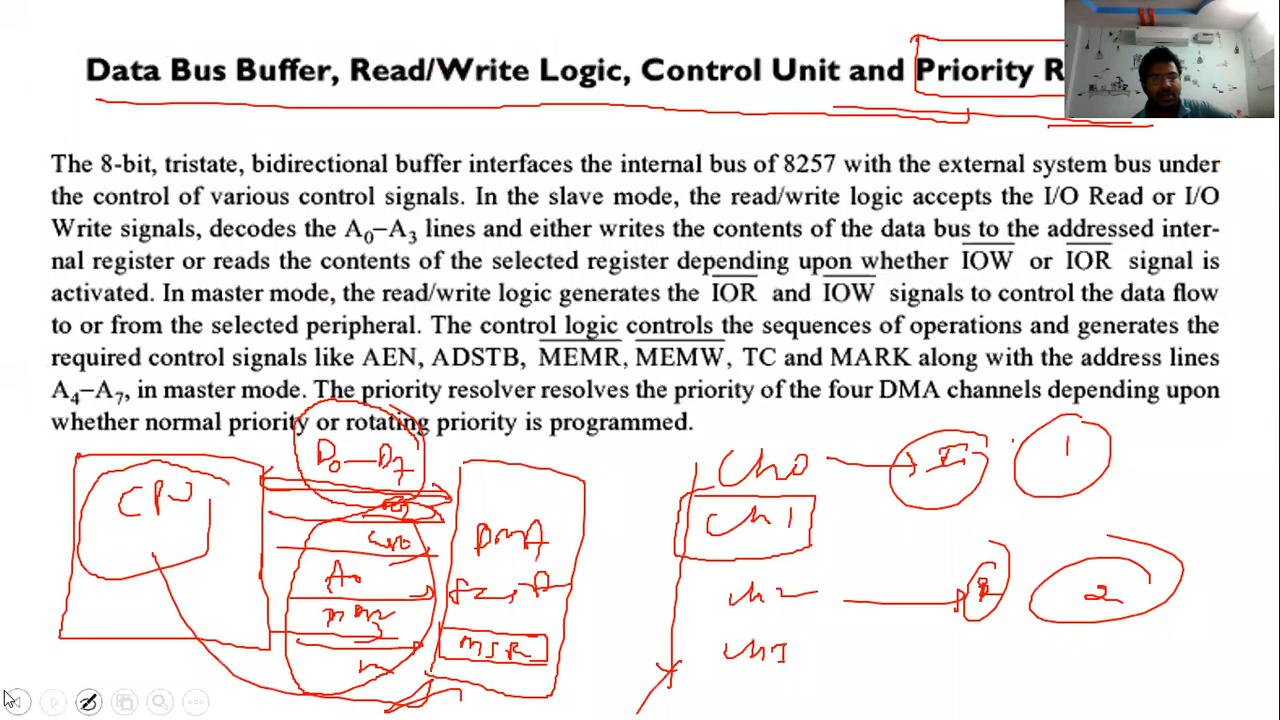 Data Bus Buffer, Read/Write Logic, Control Unit and Priority R
The 8-bit, tristate, bidirectional buffer interfaces the internal bus of 8257 with the external system bus under
the control of various control signals. In the slave mode, the read/write logic accepts the I/O Read or I/O
Write signals, decodes the A₀–A₃ lines and either writes the contents of the data bus to the addressed inter-
nal register or reads the contents of the selected register depending upon whether I̅O̅W̅ or I̅O̅R̅ signal is
activated. In master mode, the read/write logic generates the I̅O̅R̅ and I̅O̅W̅ signals to control the data flow
to or from the selected peripheral. The control logic controls the sequences of operations and generates the
required control signals like AEN, ADSTB, M̅E̅M̅R̅, M̅E̅M̅W̅, TC and MARK along with the address lines
A₄–A₇, in master mode. The priority resolver resolves the priority of the four DMA channels depending upon
whether normal priority or rotating priority is programmed.
D₀—D₇
CPU
DMA
A₀
MSR
Ch0
1
Ch1
Ch2
2
Ch3